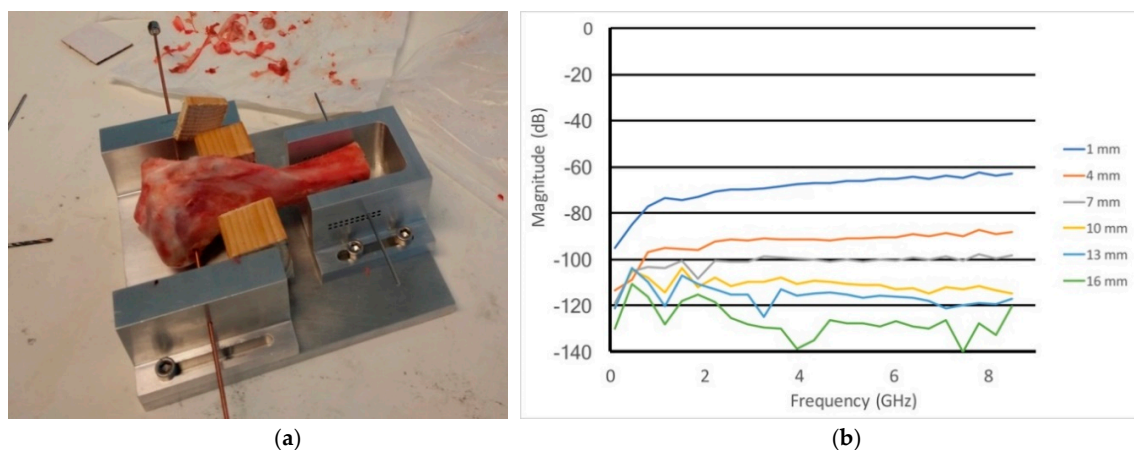 0
-20
-40
-60
-80
-100
-120
-140
Magnitude (dB)
0 2 4 6 8
Frequency (GHz)
1 mm
4 mm
7 mm
10 mm
13 mm
16 mm
(a) (b)